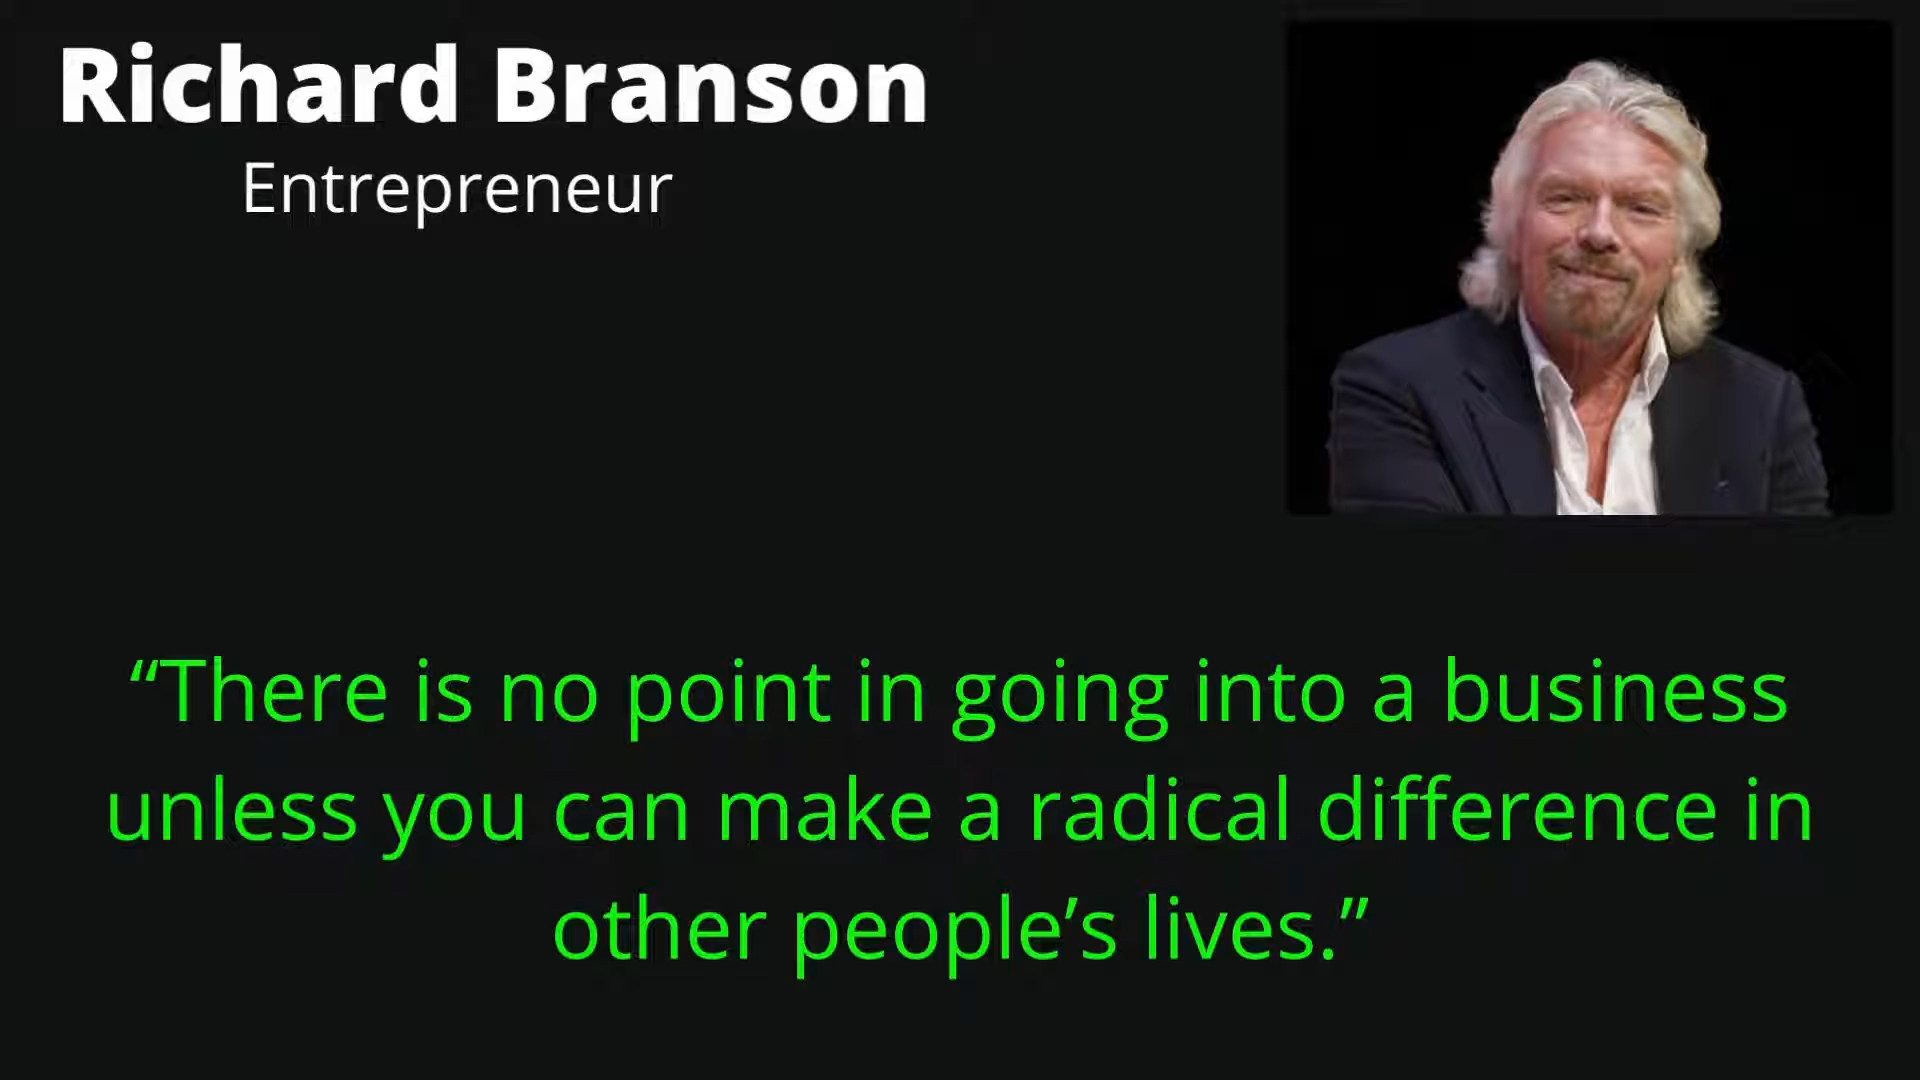 Richard Branson
Entrepreneur
“There is no point in going into a business
unless you can make a radical difference in
other people’s lives.”